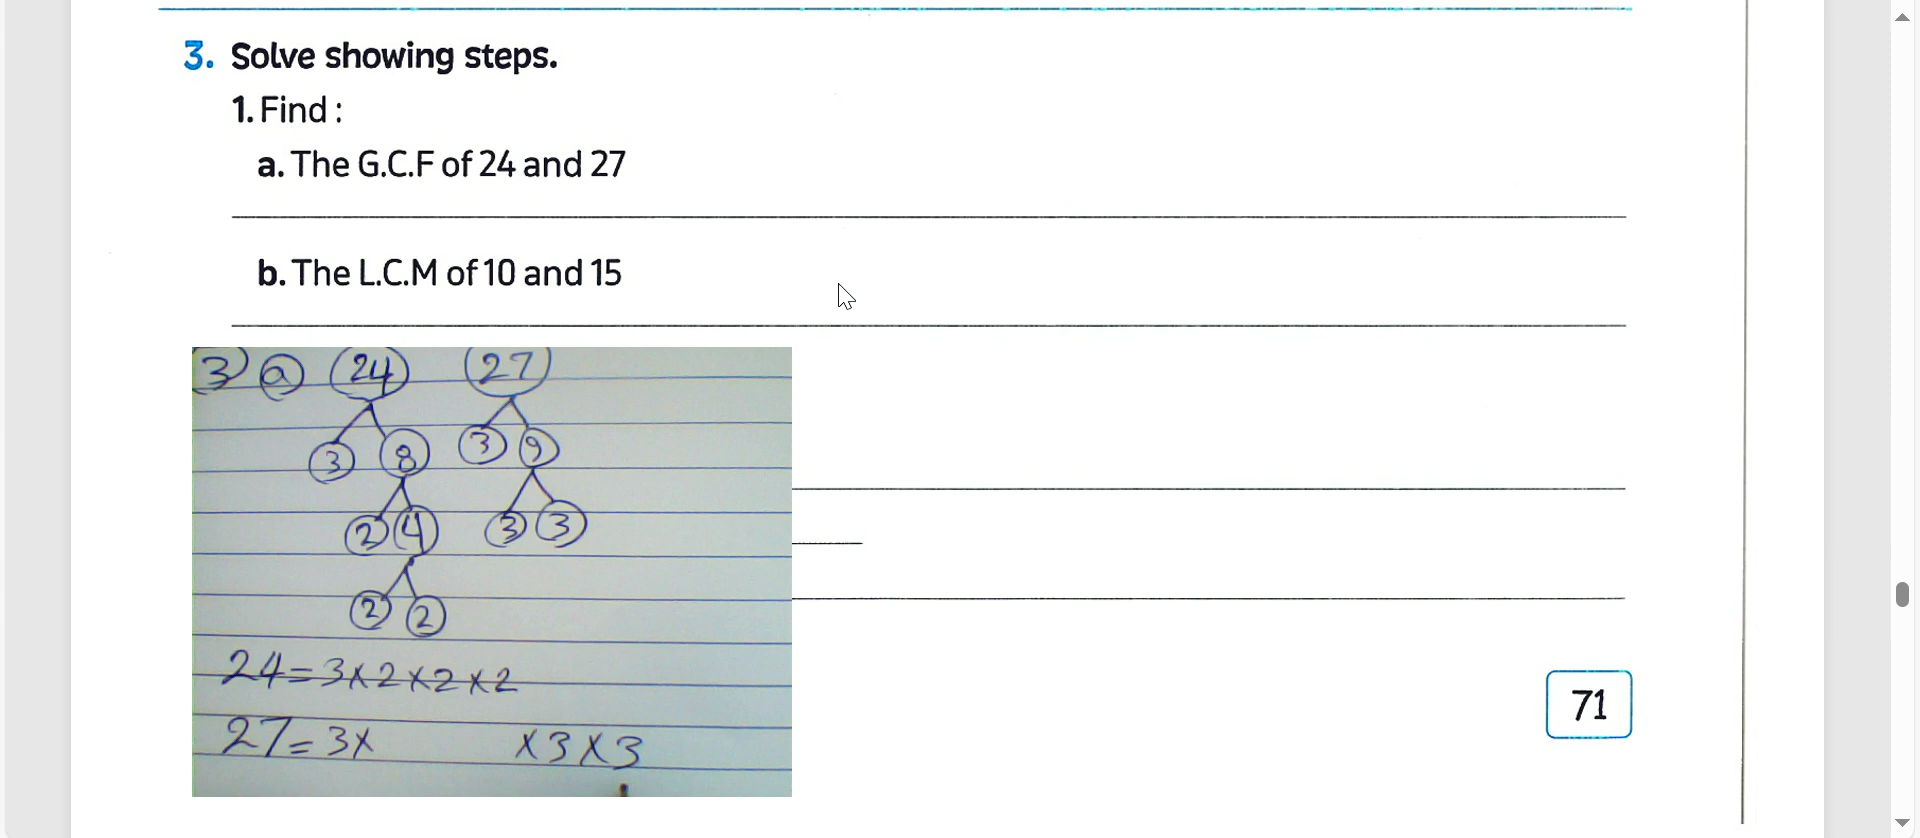 3. Solve showing steps.
1. Find :
a. The G.C.F of 24 and 27
b. The L.C.M of 10 and 15
3 a 24 27
3 8 3 9
2 4 3 3
2 2
24=3×2×2×2
27=3× ×3×3
71